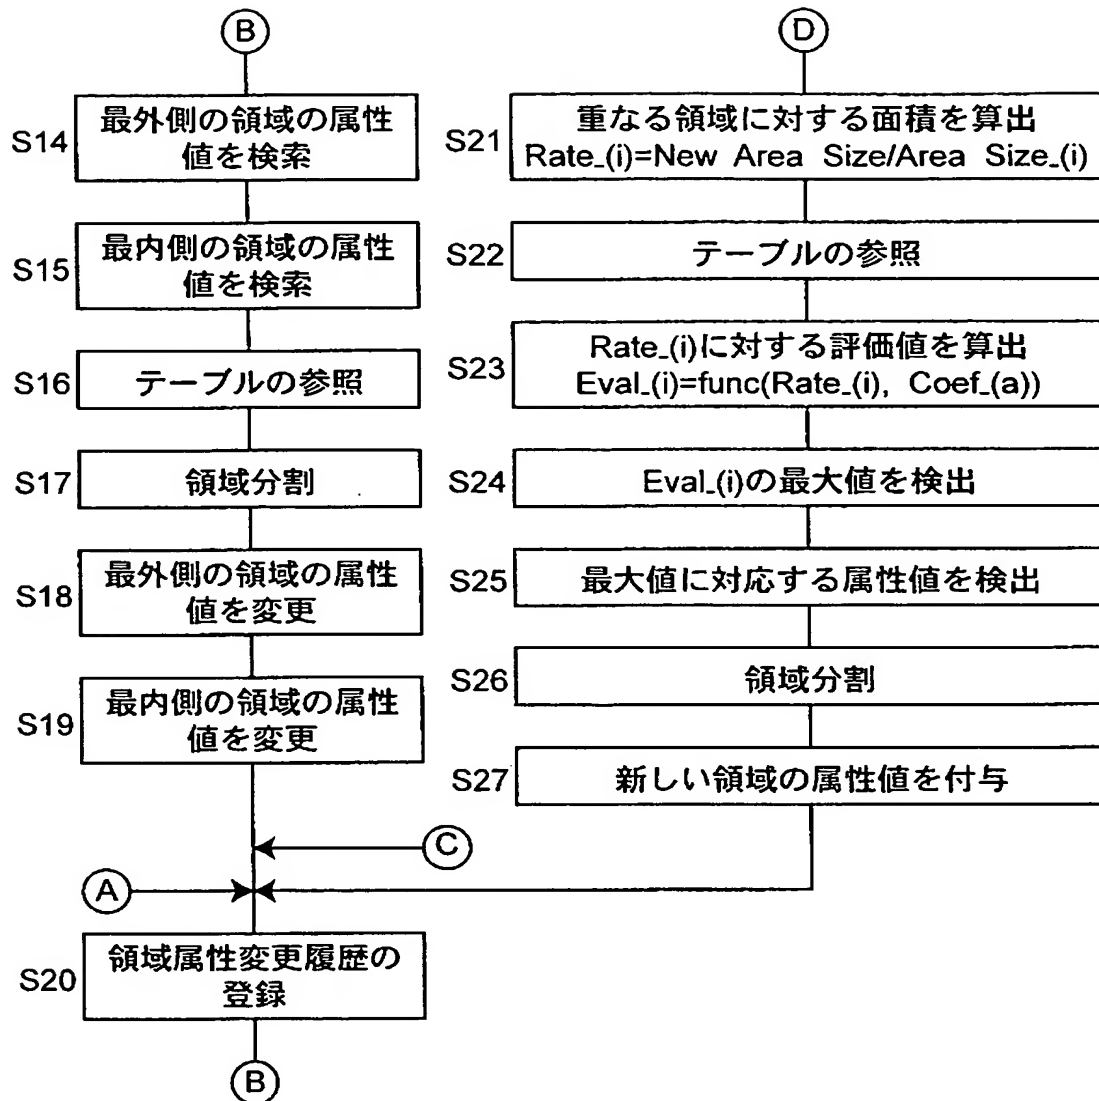 B
S14
最外側の領域の属性
値を検索
S15
最内側の領域の属性
値を検索
S16
テーブルの参照
S17
領域分割
S18
最外側の領域の属性
値を変更
S19
最内側の領域の属性
値を変更
C
A
S20
領域属性変更履歴の
登録
B
D
S21
重なる領域に対する面積を算出
Rate_(i)=New Area Size/Area Size_(i)
S22
テーブルの参照
S23
Rate_(i)に対する評価値を算出
Eval_(i)=func(Rate_(i), Coef_(a))
S24
Eval_(i)の最大値を検出
S25
最大値に対応する属性値を検出
S26
領域分割
S27
新しい領域の属性値を付与